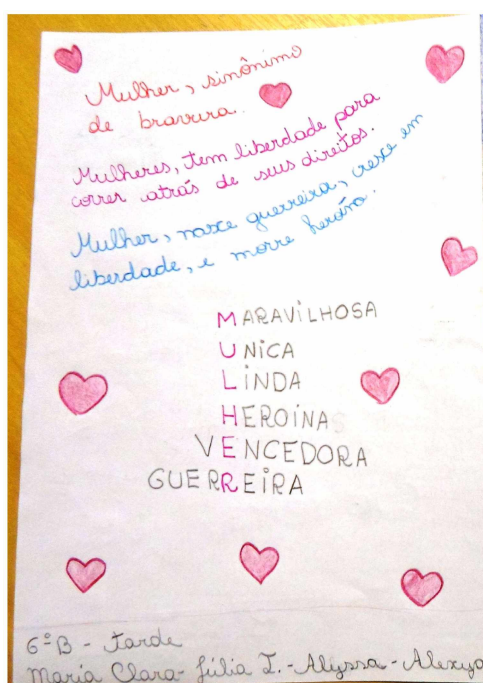 Mulher, sinônimo
de bravura.
Mulheres, tem liberdade para
correr atrás de seus direitos.
Mulher, nasce guerreira, cresce em
liberdade, e morre heroína.
MARAVILHOSA
UNICA
LINDA
HEROINA
VENCEDORA
GUERREIRA
6º B - Tarde
Maria Clara - Júlia T. - Alyssa - Alexya